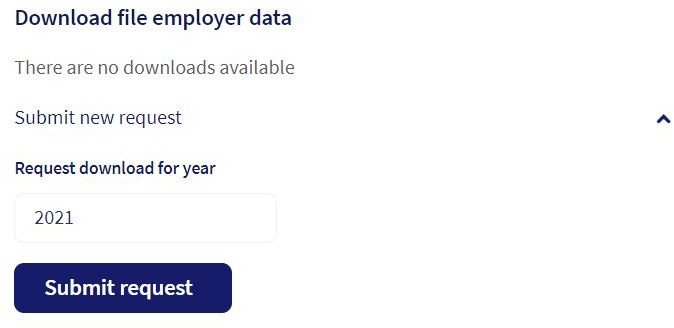 Download file employer data
There are no downloads available
Submit new request
Request download for year
2021
Submit request